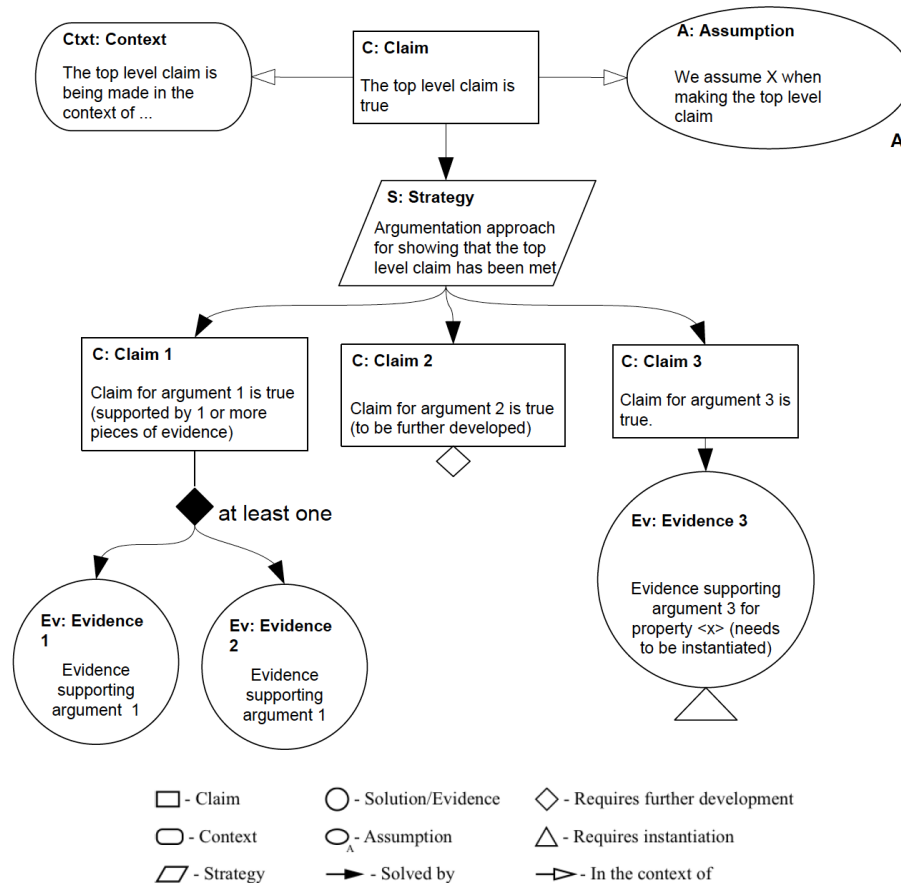 Ctxt: Context
The top level claim is
being made in the
context of ...
C: Claim
The top level claim is
true
A: Assumption
We assume X when
making the top level
claim
A
S: Strategy
Argumentation approach
for showing that the top
level claim has been met
C: Claim 1
Claim for argument 1 is true
(supported by 1 or more
pieces of evidence)
C: Claim 2
Claim for argument 2 is true
(to be further developed)
C: Claim 3
Claim for argument 3 is
true.
at least one
Ev: Evidence
1
Evidence
supporting
argument 1
Ev: Evidence
2
Evidence
supporting
argument 1
Ev: Evidence 3
Evidence supporting
argument 3 for
property <x> (needs
to be instantiated)
- Claim
- Solution/Evidence
- Requires further development
- Context
A - Assumption
- Requires instantiation
- Strategy
- Solved by
- In the context of